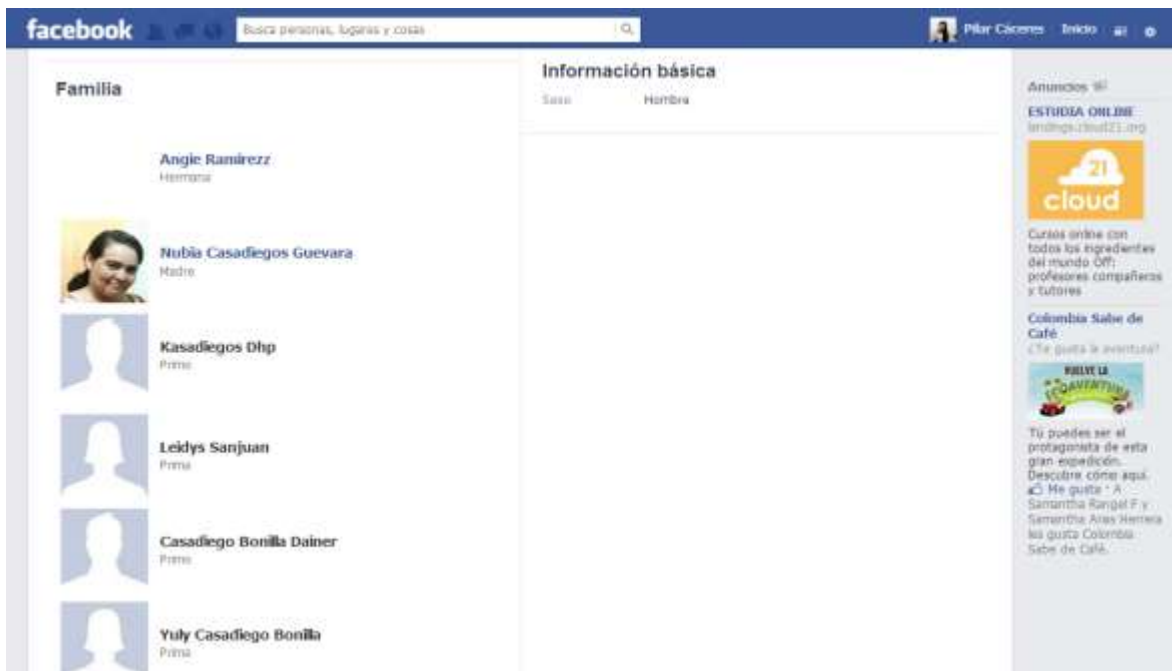 facebook
Busca personas, lugares y cosas
Pilar Cáceres
Inicio
Familia
Angie Ramirezz
Hermana
Nubia Casadiegos Guevara
Madre
Kasadiegos Dhp
Primo
Leidys Sanjuan
Prima
Casadiego Bonilla Dainer
Primo
Yuly Casadiego Bonilla
Prima
Información básica
Sexo Hombre
Anuncios
ESTUDIA ONLINE
21
cloud
Cursos online con
todos los ingredientes
del mundo Off:
profesores compañeros
y tutores
Colombia Sabe de
Café
¿Te gusta la aventura?
VUELVE LA
ECOAVENTURA
Tú puedes ser el
protagonista de esta
gran expedición.
Descubre cómo aquí.
Me gusta · A
Samantha Rangel F y
Samantha Arias Herrera
les gusta Colombia
Sabe de Café.